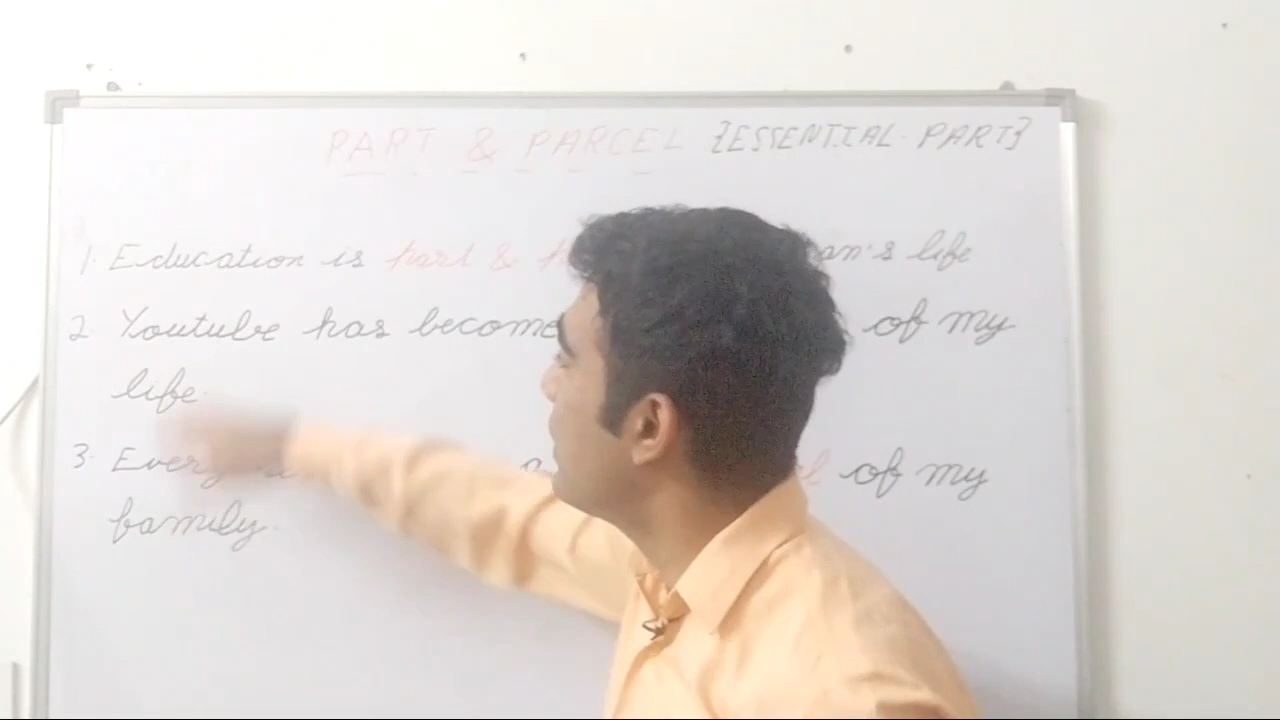 PART & PARCEL {ESSENTIAL PART}
1. Education is part & an's life
2 Youtube has become of my
life.
3. Every of my
family.